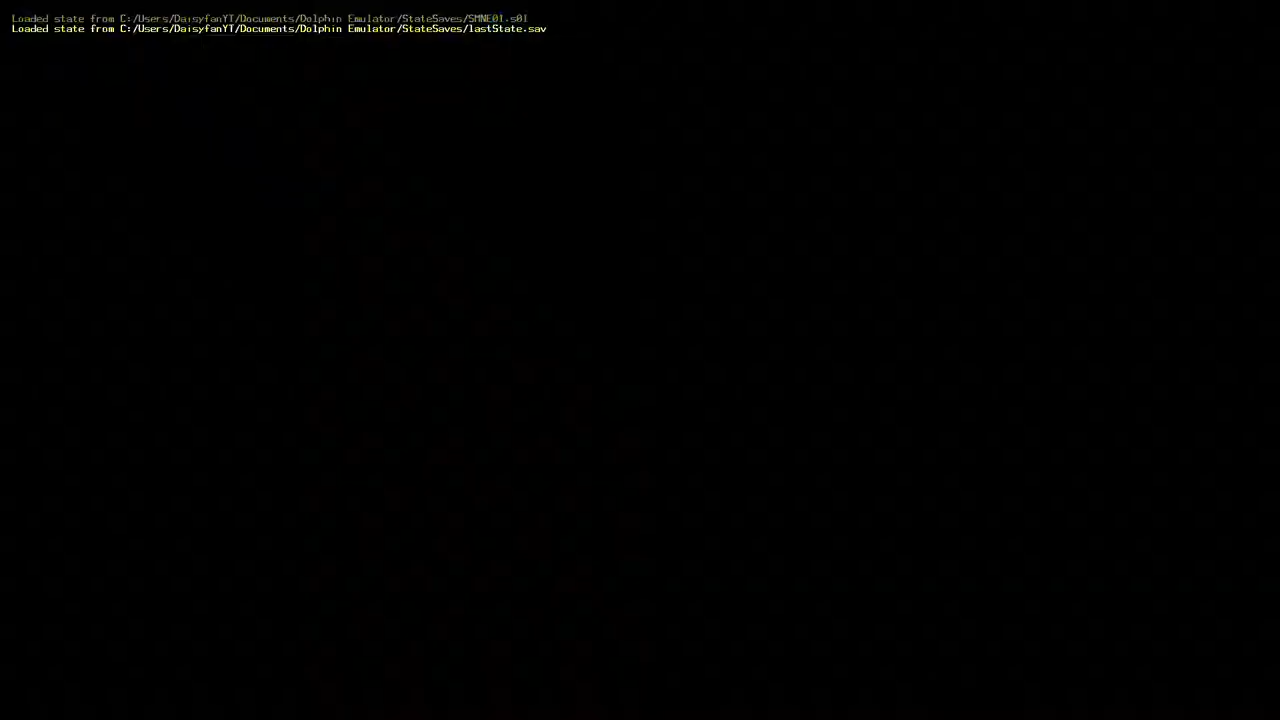 Loaded state from C:/Users/DaisyfanYT/Documents/Dolphin Emulator/StateSaves/SMNE01.s01
Loaded state from C:/Users/DaisyfanYT/Documents/Dolphin Emulator/StateSaves/lastState.sav